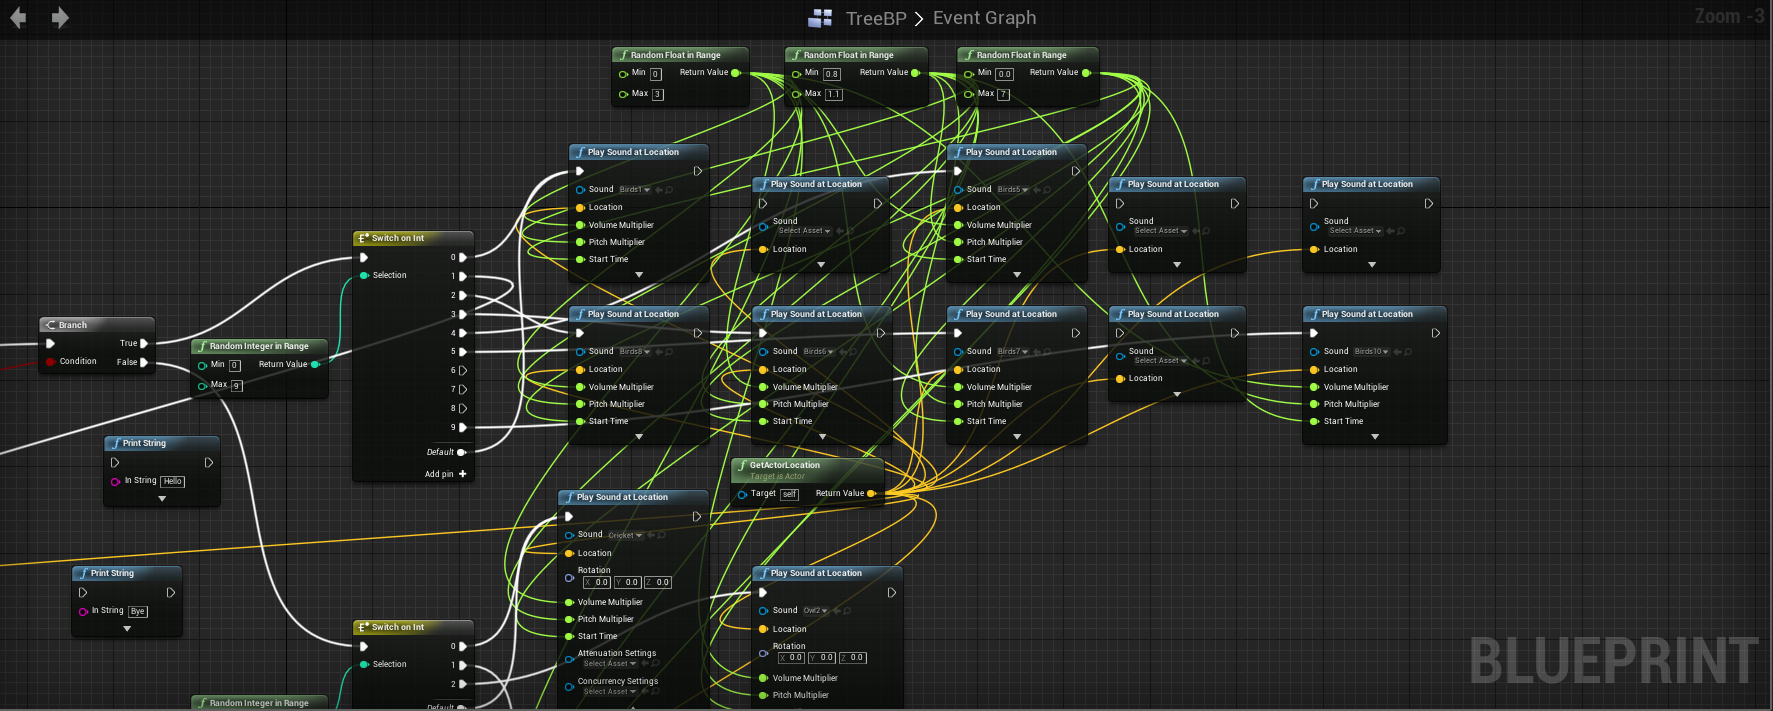 TreeBP > Event Graph
Zoom -3
Random Float in Range
Min 0 Return Value
Max 3
Random Float in Range
Min 0.8 Return Value
Max 1.1
Random Float in Range
Min 0.0 Return Value
Max 7
Play Sound at Location
Sound Birds1
Location
Volume Multiplier
Pitch Multiplier
Start Time
Play Sound at Location
Sound
Select Asset
Location
Play Sound at Location
Sound Birds5
Location
Volume Multiplier
Pitch Multiplier
Start Time
Play Sound at Location
Sound
Select Asset
Location
Play Sound at Location
Sound
Select Asset
Location
Switch on Int
0
Selection 1
2
3
4
5
6
7
8
9
Default
Add pin +
Branch
True
Condition False
Random Integer in Range
Min 0 Return Value
Max 9
Play Sound at Location
Sound Birds8
Location
Volume Multiplier
Pitch Multiplier
Start Time
Play Sound at Location
Sound Birds6
Location
Volume Multiplier
Pitch Multiplier
Start Time
Play Sound at Location
Sound Birds7
Location
Volume Multiplier
Pitch Multiplier
Start Time
Play Sound at Location
Sound
Select Asset
Location
Play Sound at Location
Sound Birds10
Location
Volume Multiplier
Pitch Multiplier
Start Time
Print String
In String Hello
GetActorLocation
Target is Actor
Target self Return Value
Play Sound at Location
Sound Cricket
Location
Rotation
X 0.0 Y 0.0 Z 0.0
Volume Multiplier
Pitch Multiplier
Start Time
Attenuation Settings
Select Asset
Concurrency Settings
Select Asset
Print String
In String Bye
Play Sound at Location
Sound Owl2
Location
Rotation
X 0.0 Y 0.0 Z 0.0
Volume Multiplier
Pitch Multiplier
Switch on Int
0
Selection 1
2
Default
Random Integer in Range
BLUEPRINT